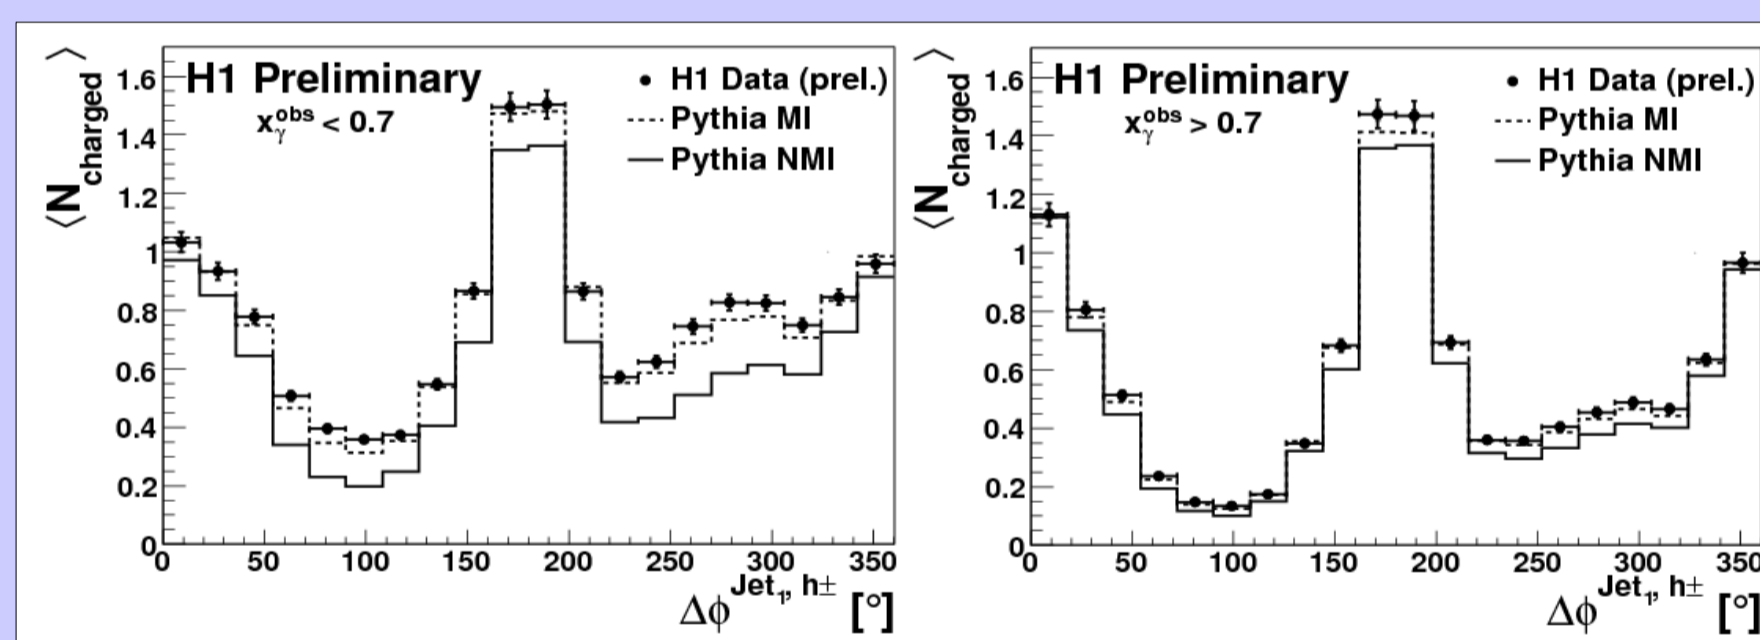 H1 Preliminary
x_γ^obs < 0.7
H1 Data (prel.)
Pythia MI
Pythia NMI
⟨N_charged⟩
1.6
1.4
1.2
1
0.8
0.6
0.4
0.2
0
0 50 100 150 200 250 300 350
Δϕ^Jet₁, h± [°]
H1 Preliminary
x_γ^obs > 0.7
H1 Data (prel.)
Pythia MI
Pythia NMI
⟨N_charged⟩
1.6
1.4
1.2
1
0.8
0.6
0.4
0.2
0
0 50 100 150 200 250 300 350
Δϕ^Jet₁, h± [°]